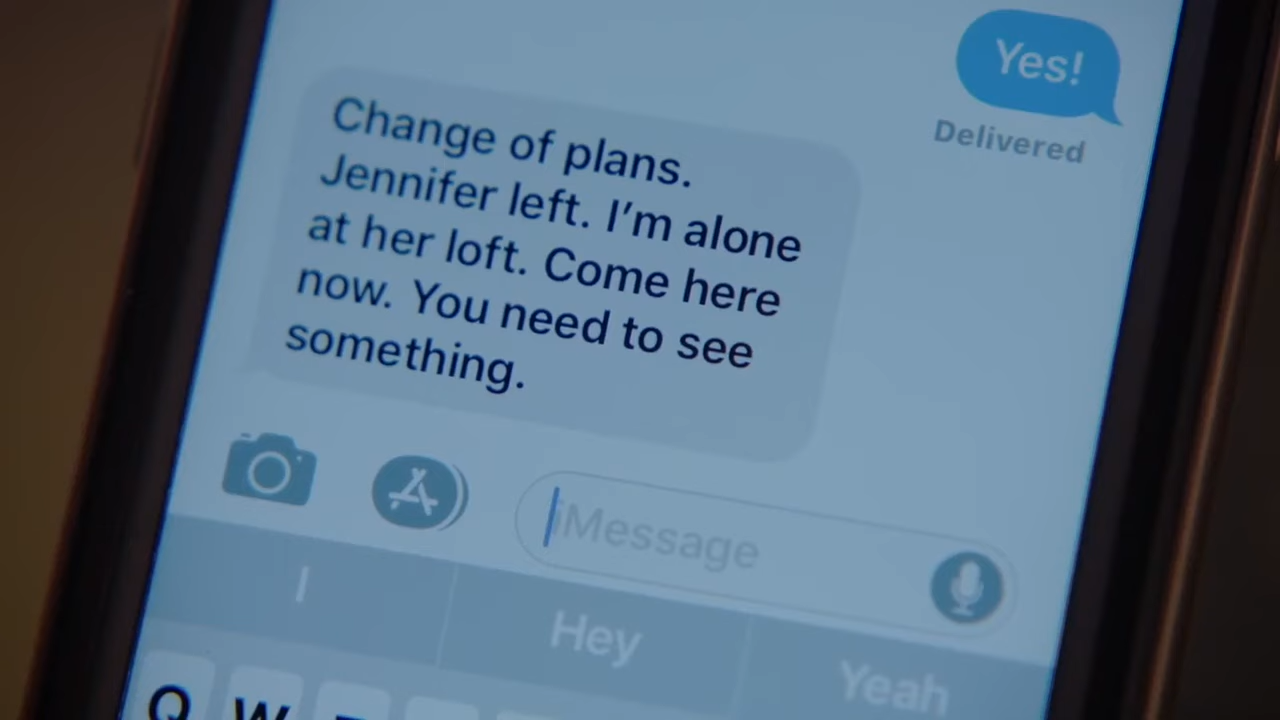 Yes!
Delivered
Change of plans.
Jennifer left. I'm alone
at her loft. Come here
now. You need to see
something.
iMessage
I
Hey
Yeah
Q W